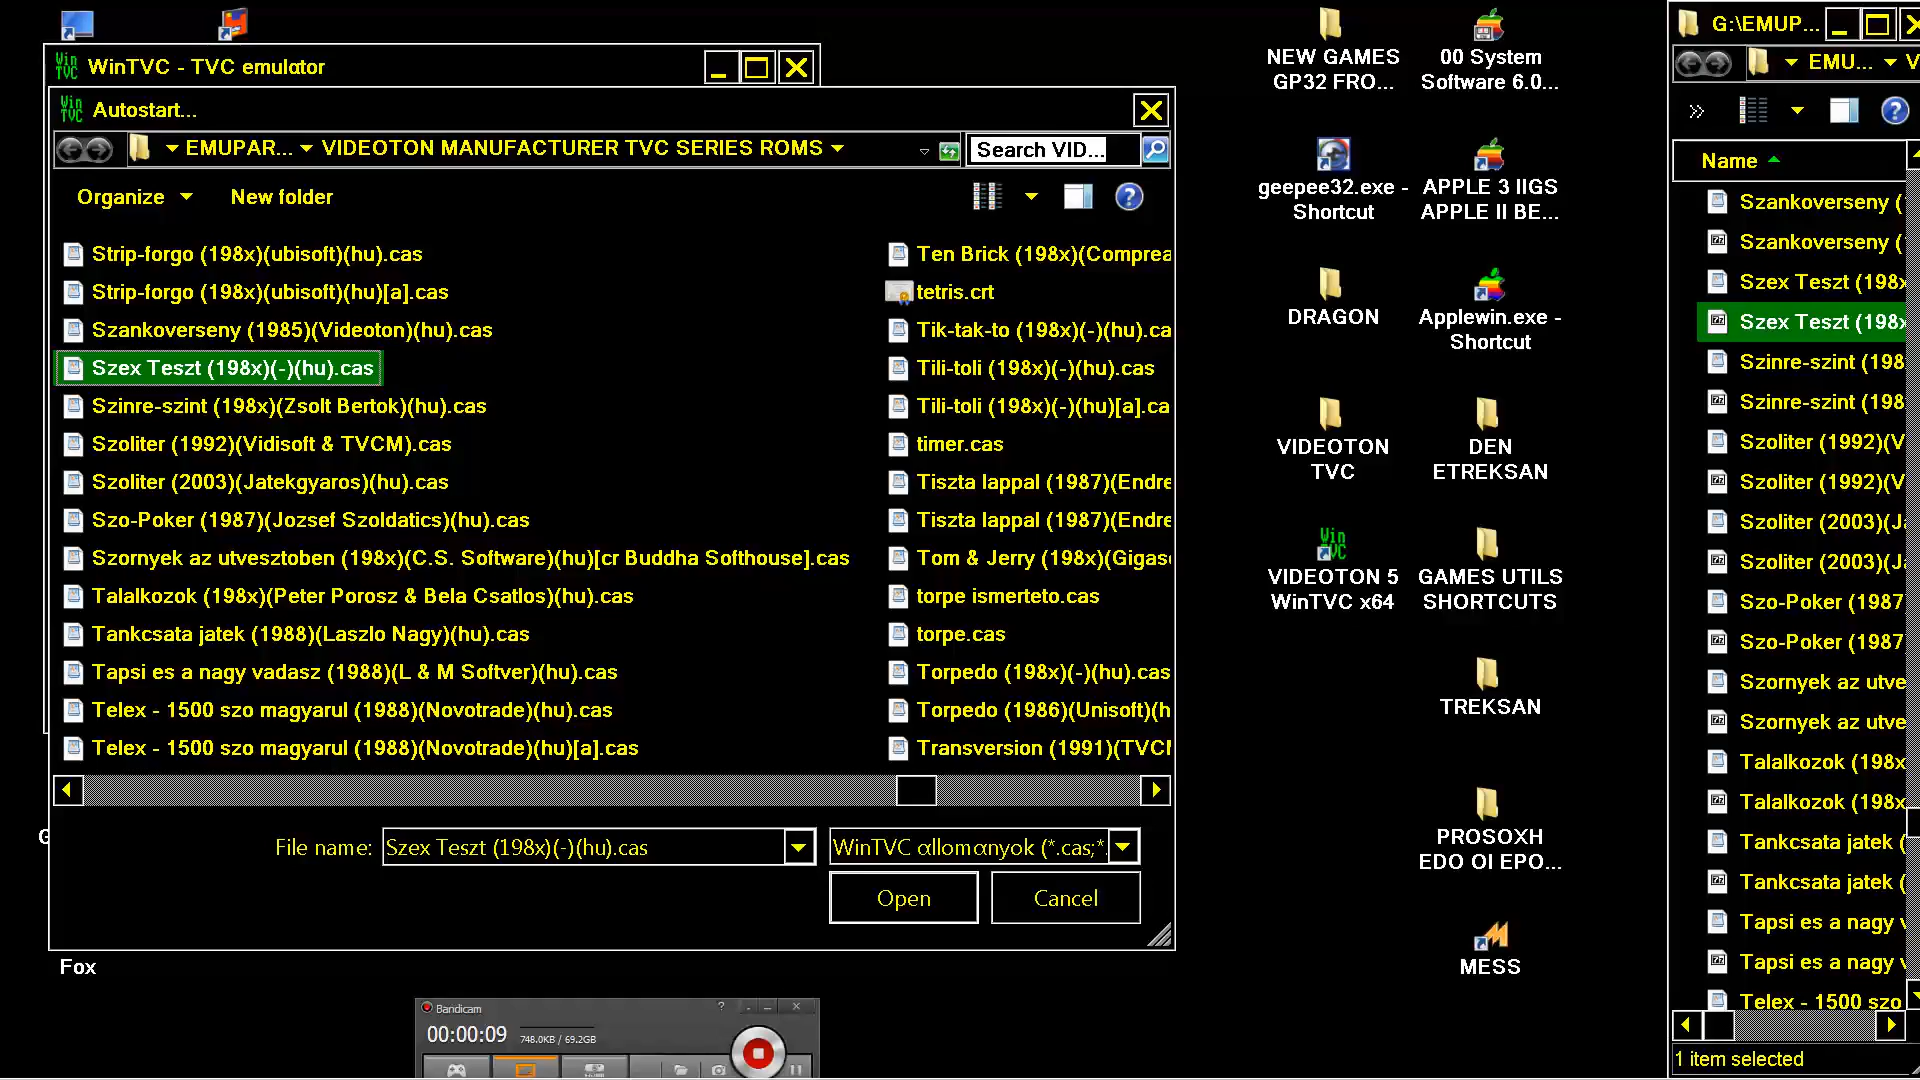 WinTVC - TVC emulαtor
Autostart...
EMUPAR... VIDEOTON MANUFACTURER TVC SERIES ROMS
Search VID...
Organize
New folder
Strip-forgo (198x)(ubisoft)(hu).cas
Strip-forgo (198x)(ubisoft)(hu)[a].cas
Szankoverseny (1985)(Videoton)(hu).cas
Szex Teszt (198x)(-)(hu).cas
Szinre-szint (198x)(Zsolt Bertok)(hu).cas
Szoliter (1992)(Vidisoft & TVCM).cas
Szoliter (2003)(Jatekgyaros)(hu).cas
Szo-Poker (1987)(Jozsef Szoldatics)(hu).cas
Szornyek az utvesztoben (198x)(C.S. Software)(hu)[cr Buddha Softhouse].cas
Talalkozok (198x)(Peter Porosz & Bela Csatlos)(hu).cas
Tankcsata jatek (1988)(Laszlo Nagy)(hu).cas
Tapsi es a nagy vadasz (1988)(L & M Softver)(hu).cas
Telex - 1500 szo magyarul (1988)(Novotrade)(hu).cas
Telex - 1500 szo magyarul (1988)(Novotrade)(hu)[a].cas
Ten Brick (198x)(Comprea
tetris.crt
Tik-tak-to (198x)(-)(hu).ca
Tili-toli (198x)(-)(hu).cas
Tili-toli (198x)(-)(hu)[a].ca
timer.cas
Tiszta lappal (1987)(Endre
Tiszta lappal (1987)(Endre
Tom & Jerry (198x)(Gigas
torpe ismerteto.cas
torpe.cas
Torpedo (198x)(-)(hu).cas
Torpedo (1986)(Unisoft)(h
Transversion (1991)(TVC
File name: Szex Teszt (198x)(-)(hu).cas
WinTVC αllomαnyok (*.cas;*.
Open
Cancel
Fox
Bandicam
00:00:09
748.0KB / 69.2GB
NEW GAMES
GP32 FRO...
00 System
Software 6.0...
geepee32.exe -
Shortcut
APPLE 3 IIGS
APPLE II BE...
DRAGON
Applewin.exe -
Shortcut
VIDEOTON
TVC
DEN
ETREKSAN
Win
TVC
VIDEOTON 5
WinTVC x64
GAMES UTILS
SHORTCUTS
TREKSAN
PROSOXH
EDO OI EPO...
MESS
G:\EMUP...
EMU...
Name
Szankoverseny (
Szankoverseny (
Szex Teszt (198x
Szex Teszt (198x
Szinre-szint (198
Szinre-szint (198
Szoliter (1992)(V
Szoliter (1992)(V
Szoliter (2003)(J
Szoliter (2003)(J
Szo-Poker (1987
Szo-Poker (1987
Szornyek az utve
Szornyek az utve
Talalkozok (198x
Talalkozok (198x
Tankcsata jatek (
Tankcsata jatek (
Tapsi es a nagy v
Tapsi es a nagy v
Telex - 1500 szo
1 item selected